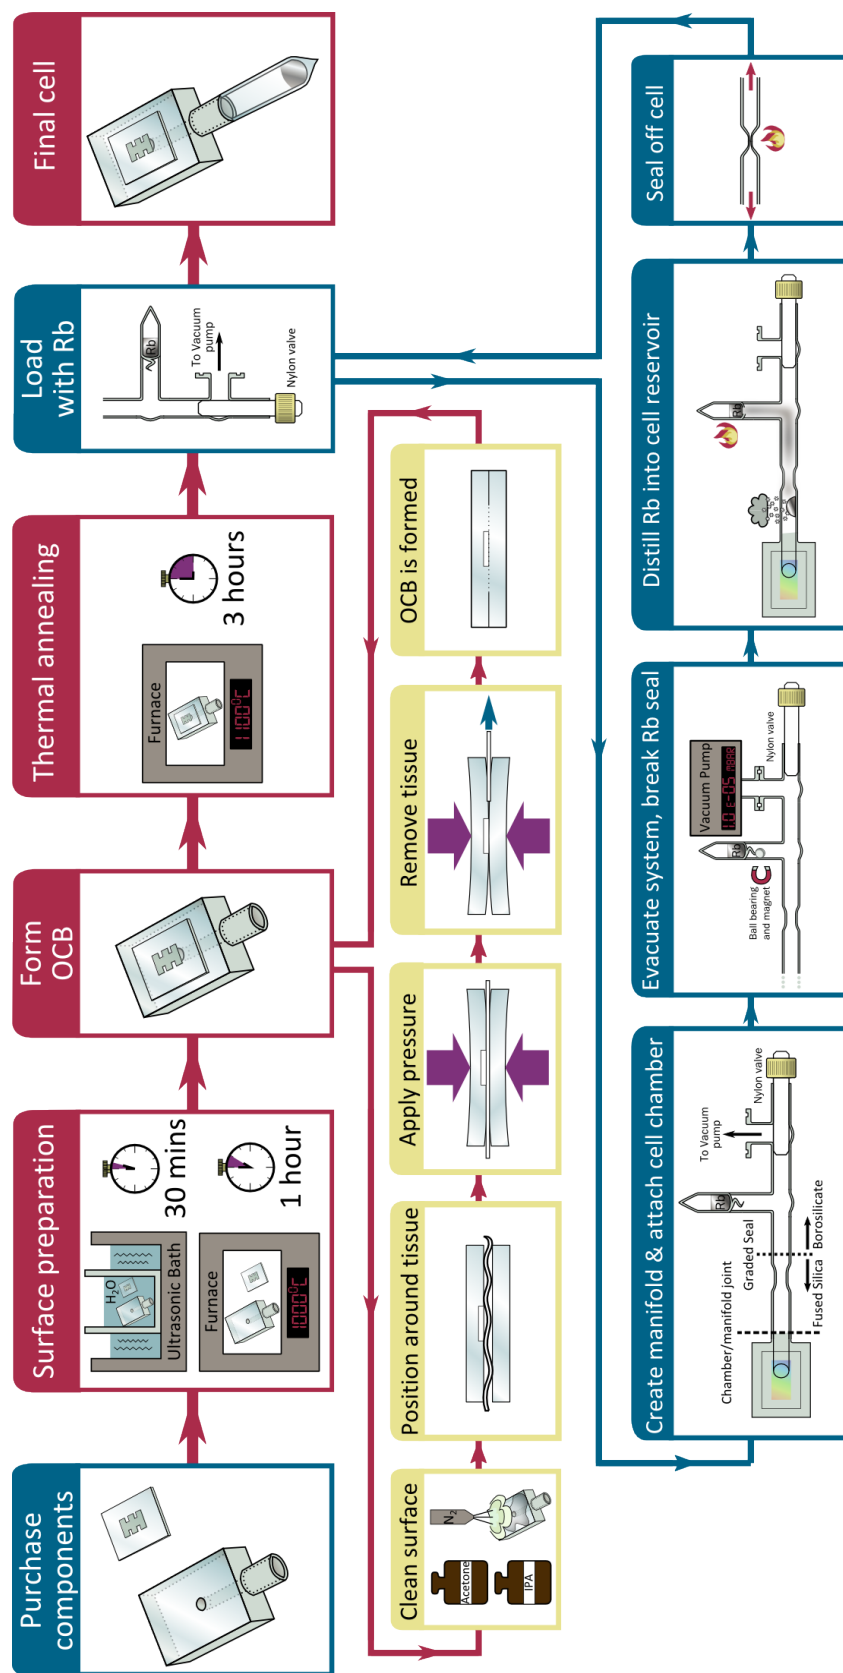 Purchase
components
Surface preparation
H₂O
Ultrasonic Bath
30 mins
Furnace
1000°C
1 hour
Form
OCB
Thermal annealing
Furnace
1100°C
3 hours
Load
with Rb
Rb
To Vacuum
pump
Nylon valve
Final cell
Clean surface
Acetone
IPA
N₂
Position around tissue
Apply pressure
Remove tissue
OCB is formed
Create manifold & attach cell chamber
Chamber/manifold joint
Graded Seal
Fused Silica
Borosilicate
Rb
To Vacuum
pump
Nylon valve
Evacuate system, break Rb seal
Ball bearing
and magnet
Rb
Vacuum Pump
1.0 E-05 MBAR
Nylon valve
Distill Rb into cell reservoir
Rb
Seal off cell